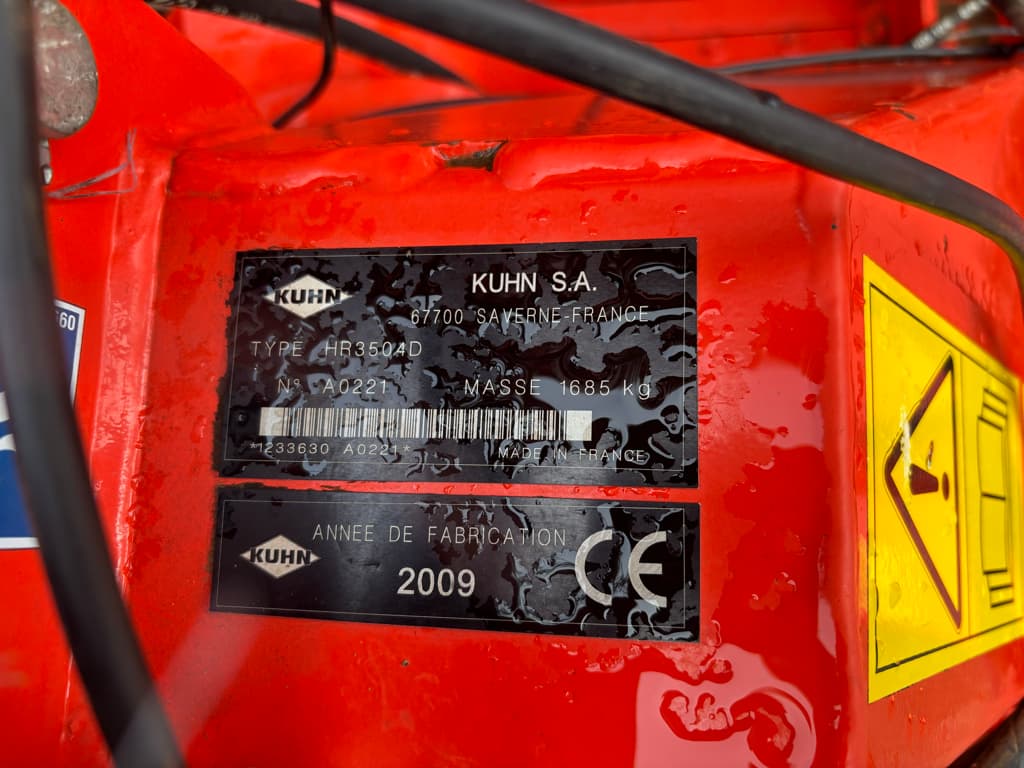 KUHN
KUHN S.A.
67700 SAVERNE-FRANCE
TYPE HR3504D
N° A0221 MASSE 1685 kg
*1233630 A0221*
MADE IN FRANCE
KUHN
ANNEE DE FABRICATION
2009
CE
60